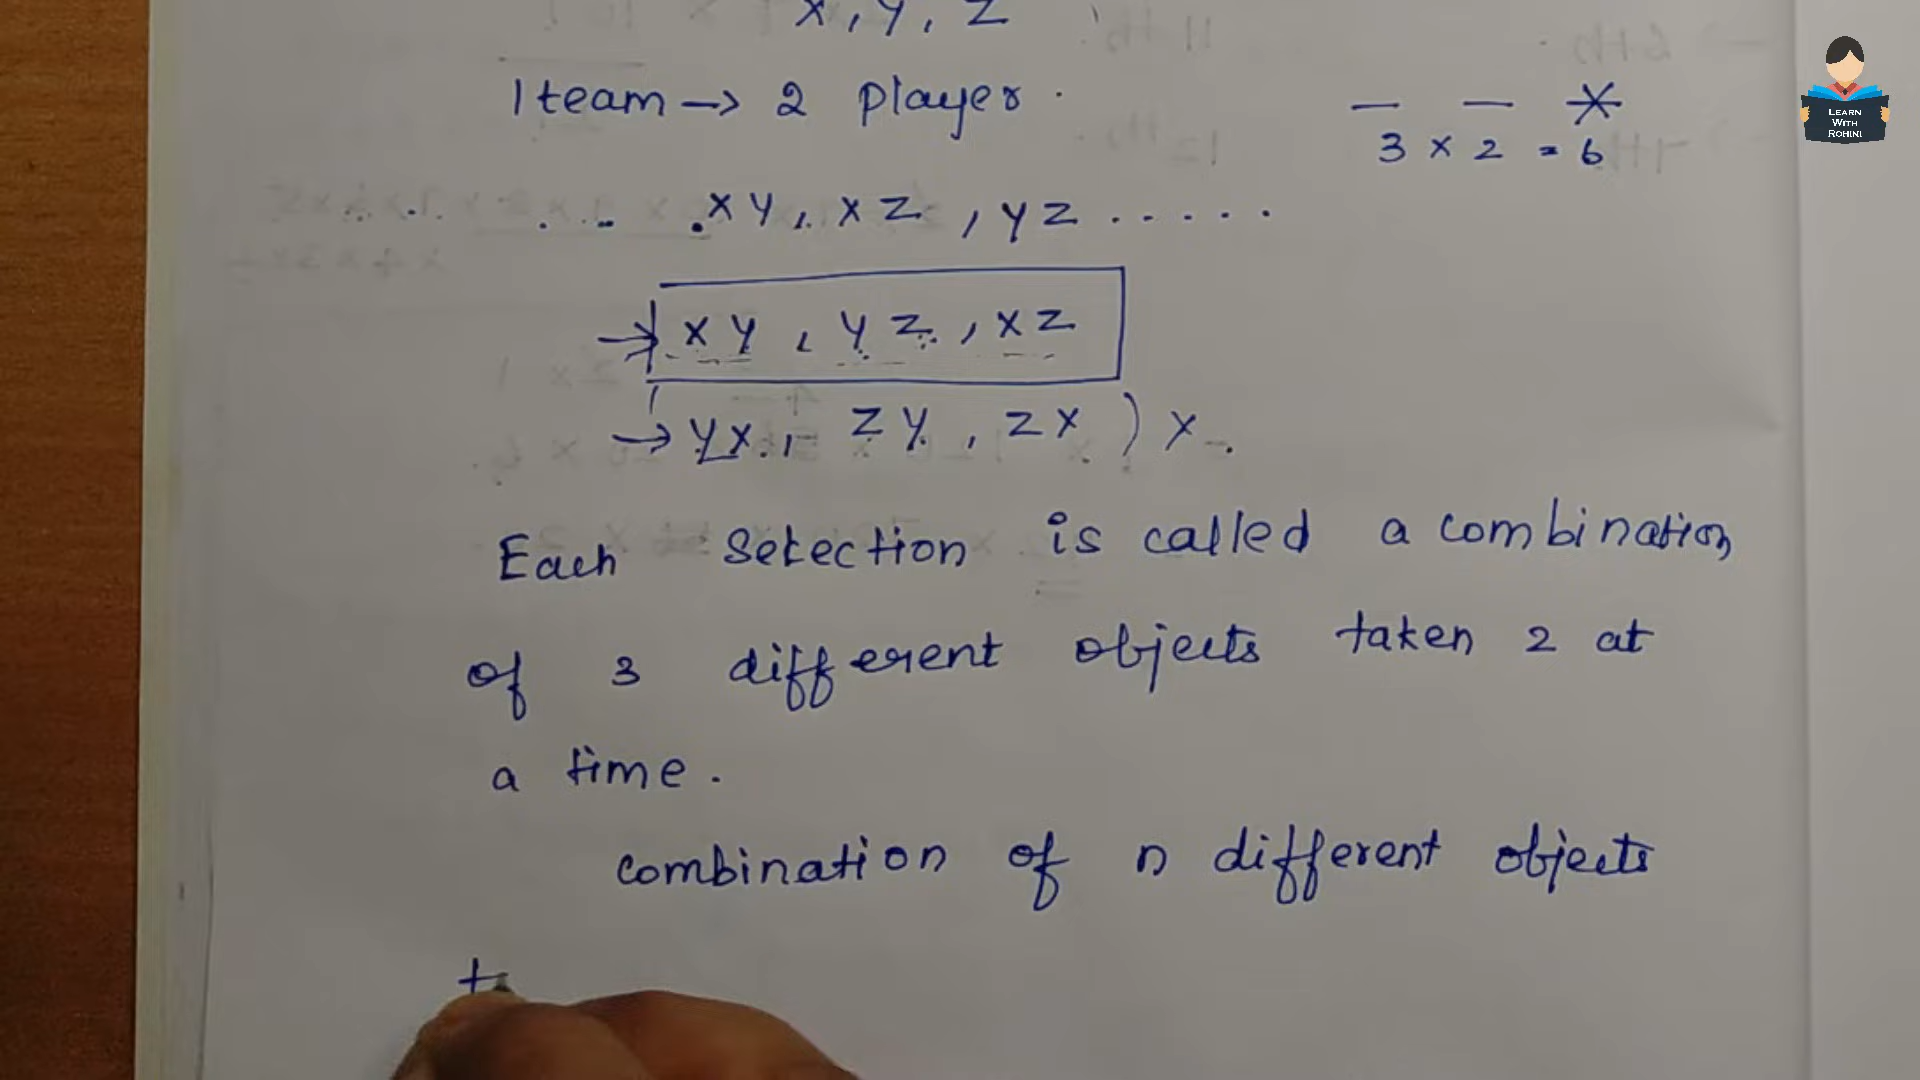 X, Y, Z
1 team → 2 player.
3 × 2 = 6
XY, XZ, YZ.....
→ XY, YZ, XZ
→ YX, ZY, ZX) X
Each Selection is called a combination
of 3 different objects taken 2 at
a time.
combination of n different objects
t
LEARN
WITH
ROHINI